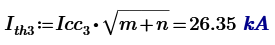 I_th3 := Icc_3 • √(m+n) = 26.35 kA